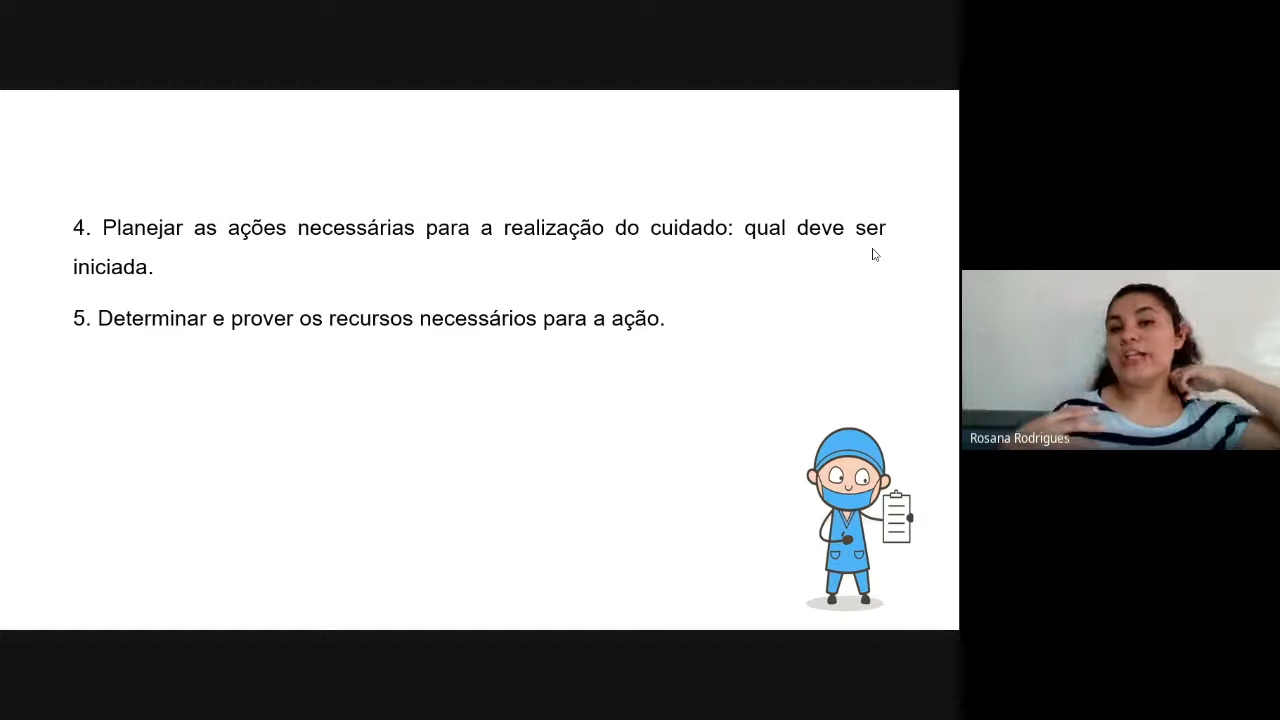 4. Planejar as ações necessárias para a realização do cuidado: qual deve ser
iniciada.
5. Determinar e prover os recursos necessários para a ação.
Rosana Rodrigues